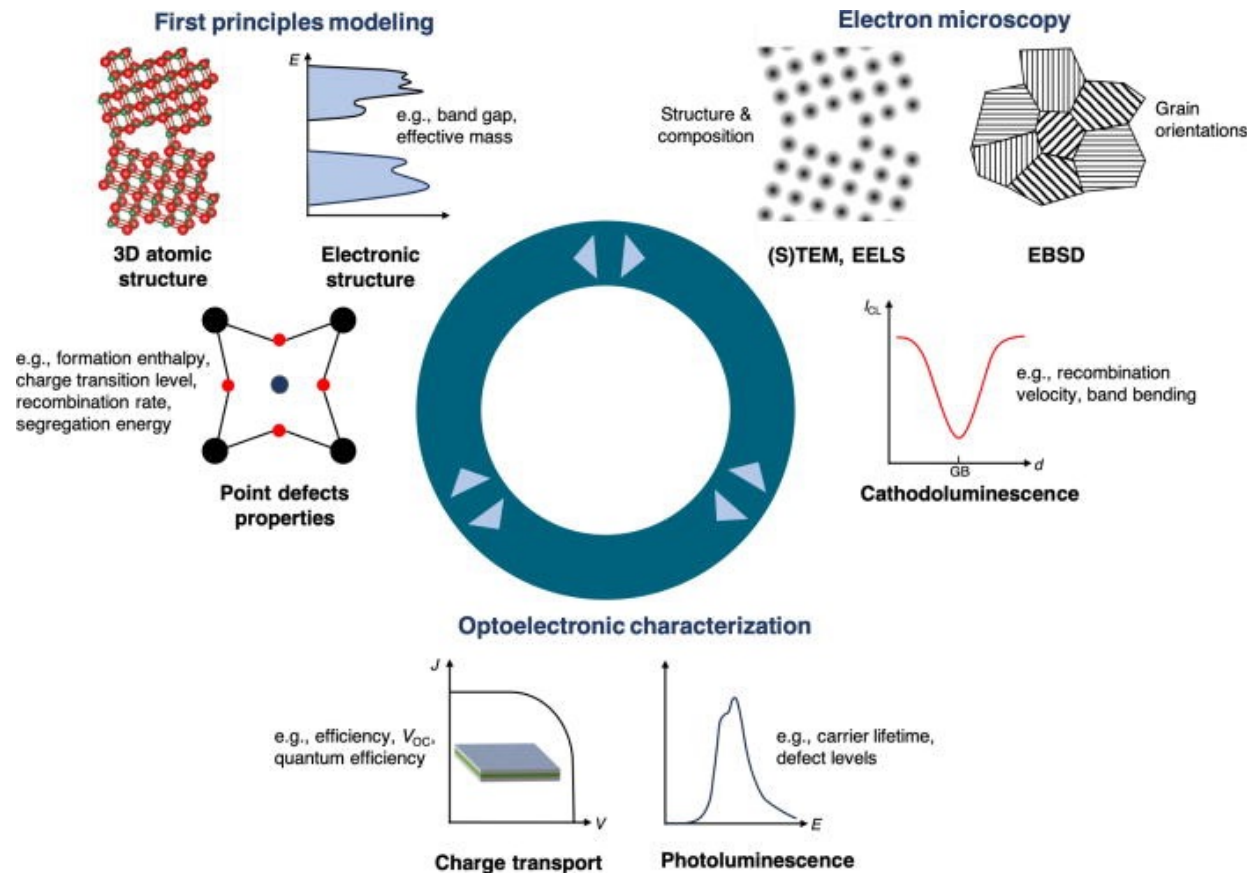 First principles modeling
E
e.g., band gap,
effective mass
3D atomic
structure
Electronic
structure
e.g., formation enthalpy,
charge transition level,
recombination rate,
segregation energy
Point defects
properties
Electron microscopy
Structure &
composition
Grain
orientations
(S)TEM, EELS
EBSD
I_CL
e.g., recombination
velocity, band bending
GB
d
Cathodoluminescence
Optoelectronic characterization
J
e.g., efficiency, V_OC,
quantum efficiency
V
Charge transport
e.g., carrier lifetime,
defect levels
E
Photoluminescence